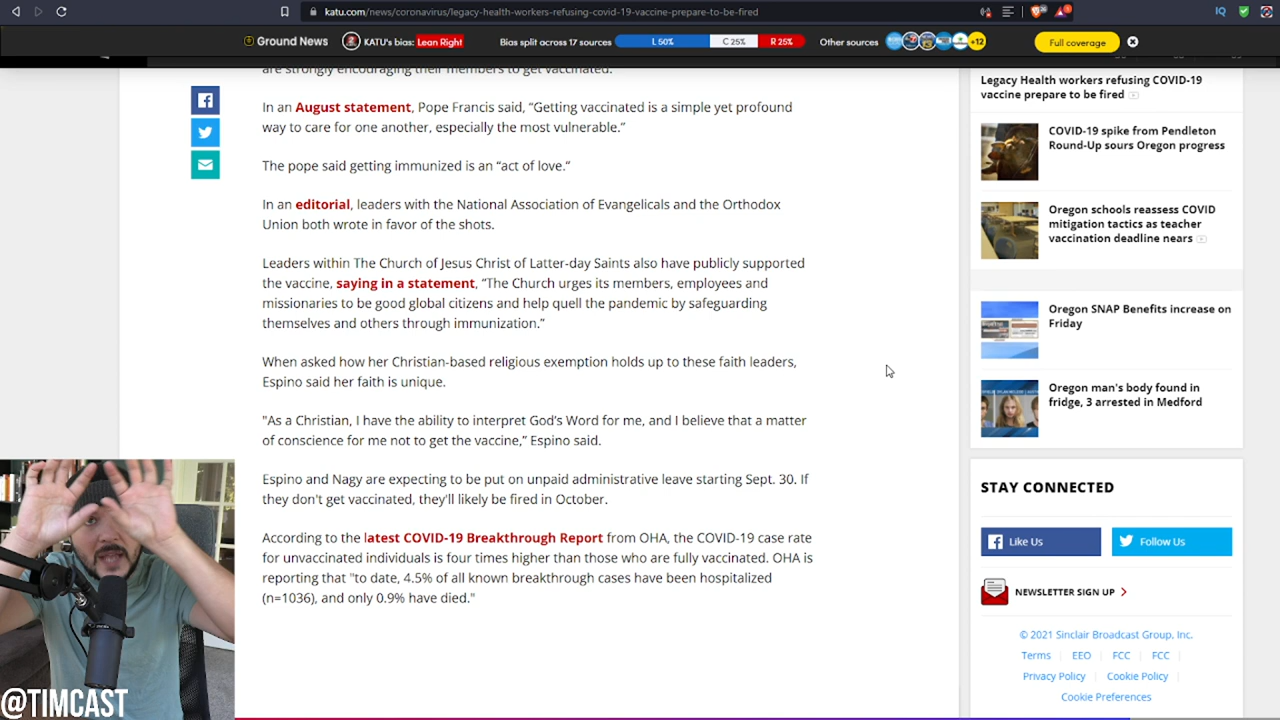 katu.com/news/coronavirus/legacy-health-workers-refusing-covid-19-vaccine-prepare-to-be-fired
IQ
Ground News
KATU's bias: Lean Right
Bias split across 17 sources
L 50%
C 25%
R 25%
Other sources
+12
Full coverage
are strongly encouraging their members to get vaccinated.
In an August statement, Pope Francis said, “Getting vaccinated is a simple yet profound
way to care for one another, especially the most vulnerable.”
The pope said getting immunized is an “act of love.”
In an editorial, leaders with the National Association of Evangelicals and the Orthodox
Union both wrote in favor of the shots.
Leaders within The Church of Jesus Christ of Latter-day Saints also have publicly supported
the vaccine, saying in a statement, “The Church urges its members, employees and
missionaries to be good global citizens and help quell the pandemic by safeguarding
themselves and others through immunization.”
When asked how her Christian-based religious exemption holds up to these faith leaders,
Espino said her faith is unique.
"As a Christian, I have the ability to interpret God’s Word for me, and I believe that a matter
of conscience for me not to get the vaccine,” Espino said.
Espino and Nagy are expecting to be put on unpaid administrative leave starting Sept. 30. If
they don't get vaccinated, they'll likely be fired in October.
According to the latest COVID-19 Breakthrough Report from OHA, the COVID-19 case rate
for unvaccinated individuals is four times higher than those who are fully vaccinated. OHA is
reporting that "to date, 4.5% of all known breakthrough cases have been hospitalized
(n=1036), and only 0.9% have died."
Legacy Health workers refusing COVID-19
vaccine prepare to be fired
COVID-19 spike from Pendleton
Round-Up sours Oregon progress
Oregon schools reassess COVID
mitigation tactics as teacher
vaccination deadline nears
Oregon SNAP Benefits increase on
Friday
Oregon man's body found in
fridge, 3 arrested in Medford
STAY CONNECTED
Like Us
Follow Us
NEWSLETTER SIGN UP
© 2021 Sinclair Broadcast Group, Inc.
Terms
EEO
FCC
FCC
Privacy Policy
Cookie Policy
Cookie Preferences
@TIMCAST